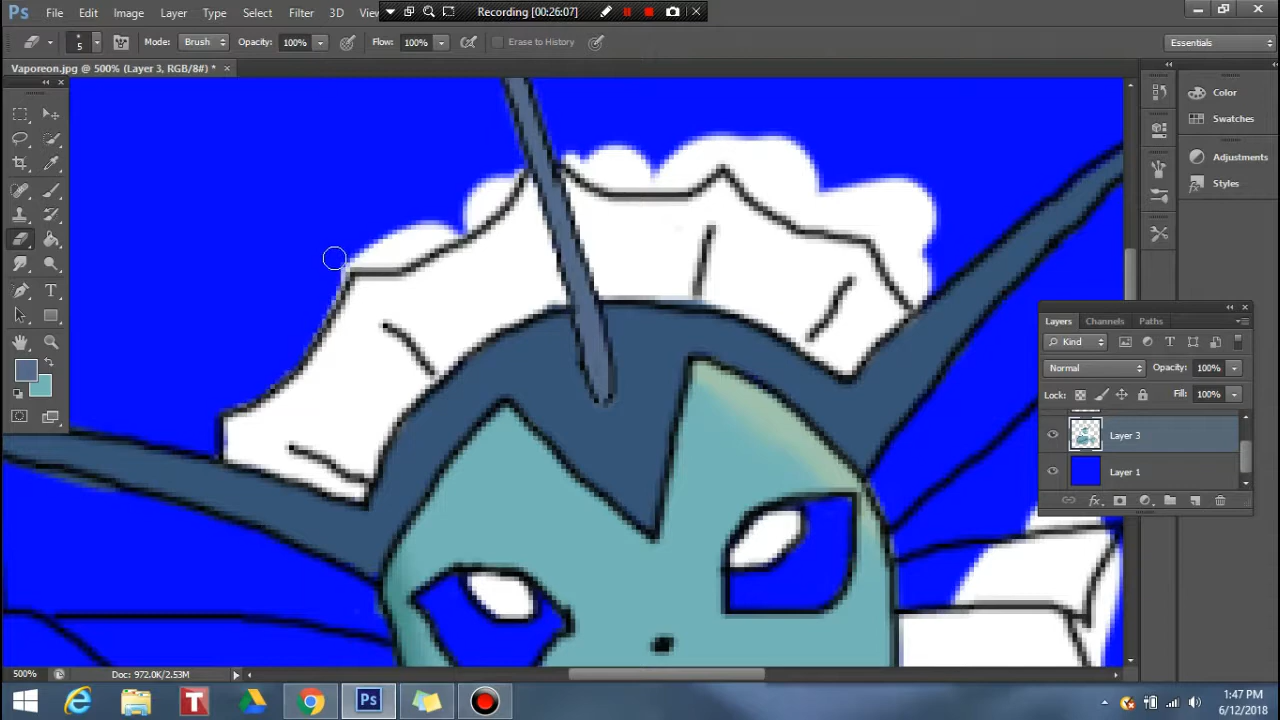 Ps File Edit Image Layer Type Select Filter 3D
Recording [00:26:07]
5 Mode: Brush Opacity: 100% Flow: 100% Erase to History Essentials
Vaporeon.jpg @ 500% (Layer 3, RGB/8#) * ×
Color
Swatches
Adjustments
Styles
T
Layers Channels Paths
Kind T
Normal Opacity: 100%
Lock: Fill: 100%
Layer 3
Layer 1
fx
500% Doc: 972.0K/2.53M
T Ps
1:47 PM
6/12/2018